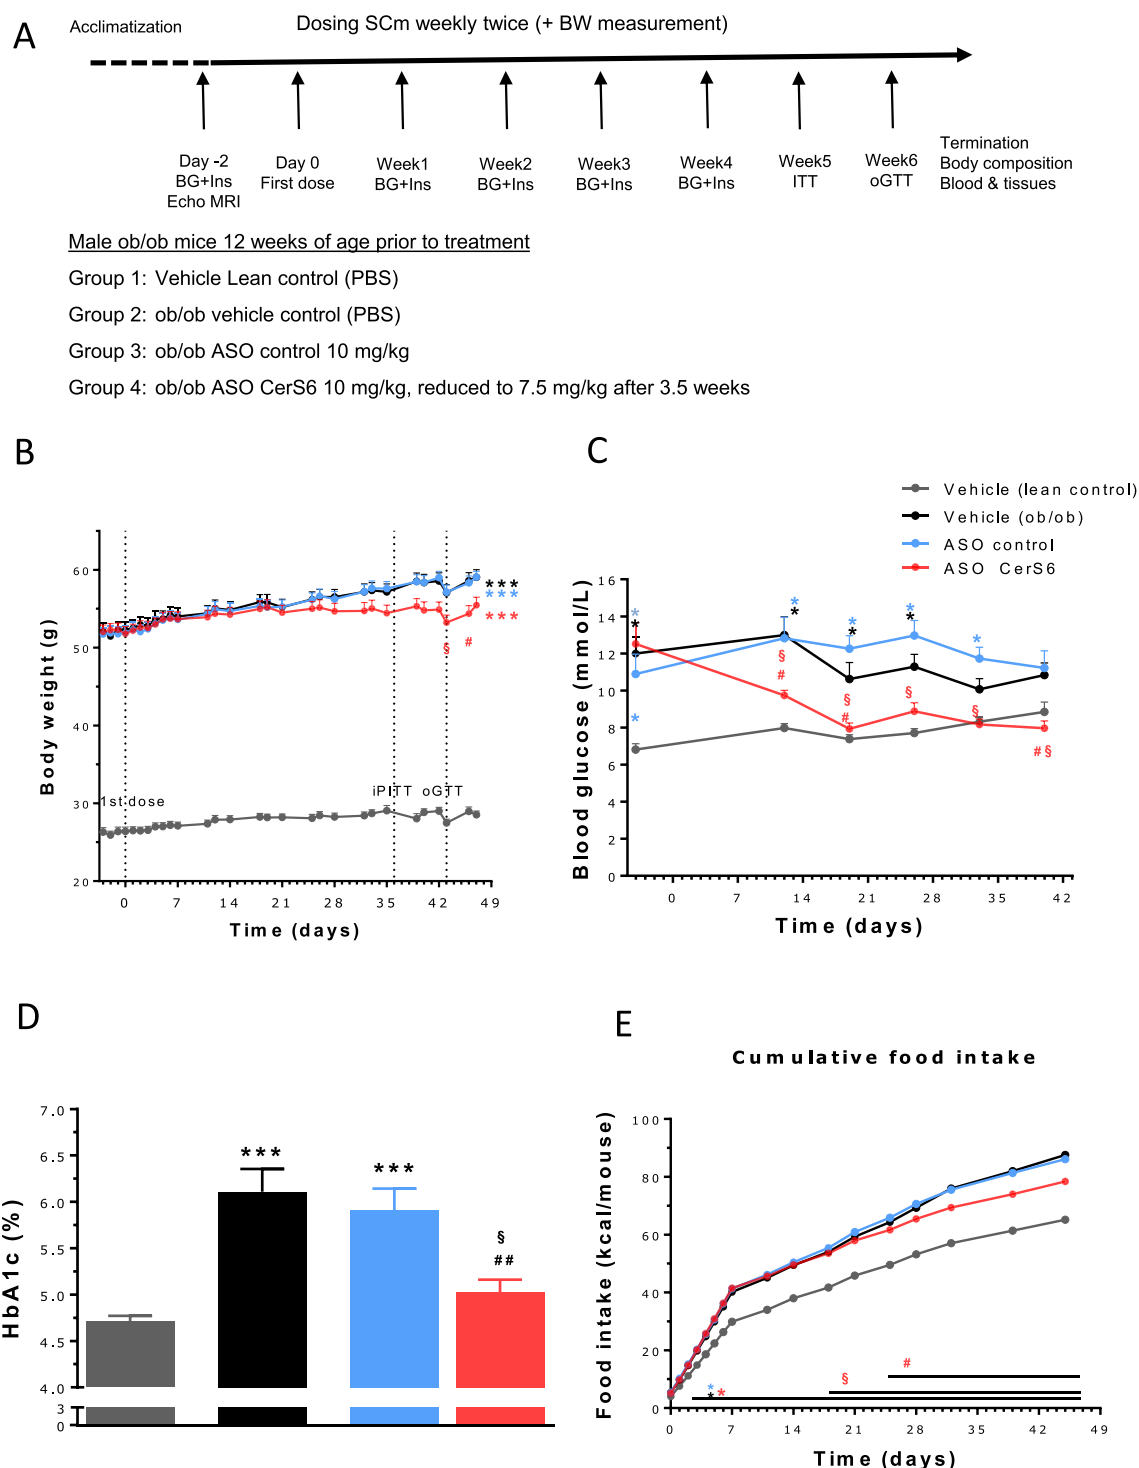 A
Acclimatization
Dosing SCm weekly twice (+ BW measurement)
Day -2
BG+Ins
Echo MRI
Day 0
First dose
Week1
BG+Ins
Week2
BG+Ins
Week3
BG+Ins
Week4
BG+Ins
Week5
ITT
Week6
oGTT
Termination
Body composition
Blood & tissues
Male ob/ob mice 12 weeks of age prior to treatment
Group 1: Vehicle Lean control (PBS)
Group 2: ob/ob vehicle control (PBS)
Group 3: ob/ob ASO control 10 mg/kg
Group 4: ob/ob ASO CerS6 10 mg/kg, reduced to 7.5 mg/kg after 3.5 weeks
B
Body weight (g)
60
50
40
30
20
***
***
***
§
#
1st dose
iPITT
oGTT
0 7 14 21 28 35 42 49
Time (days)
C
Vehicle (lean control)
Vehicle (ob/ob)
ASO control
ASO CerS6
Blood glucose (mmol/L)
16
14
12
10
8
6
4
2
0
*
*
*
*
*
*
*
*
*
*
§
#
§
#
§
§
# §
0 7 14 21 28 35 42
Time (days)
D
HbA1c (%)
7.0
6.5
6.0
5.5
5.0
4.5
4.0
3
0
***
***
§
##
E
Cumulative food intake
Food intake (kcal/mouse)
100
80
60
40
20
0
#
§
*
*
*
0 7 14 21 28 35 42 49
Time (days)